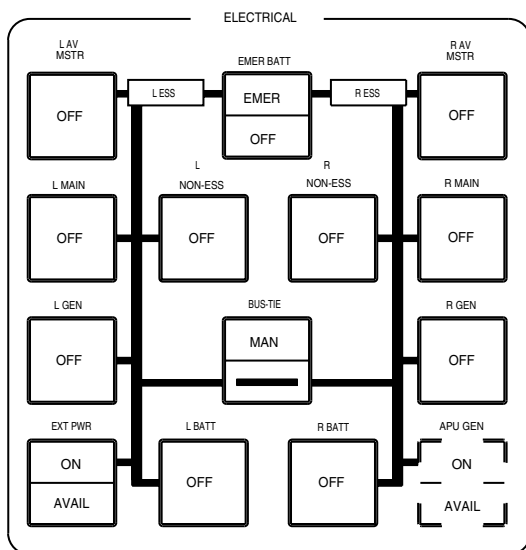 ELECTRICAL
L AV
MSTR
EMER BATT
R AV
MSTR
OFF
L ESS
EMER
OFF
R ESS
OFF
L MAIN
L
NON-ESS
R
NON-ESS
R MAIN
OFF
OFF
OFF
OFF
L GEN
BUS-TIE
R GEN
OFF
MAN
OFF
EXT PWR
L BATT
R BATT
APU GEN
ON
AVAIL
OFF
OFF
ON
AVAIL